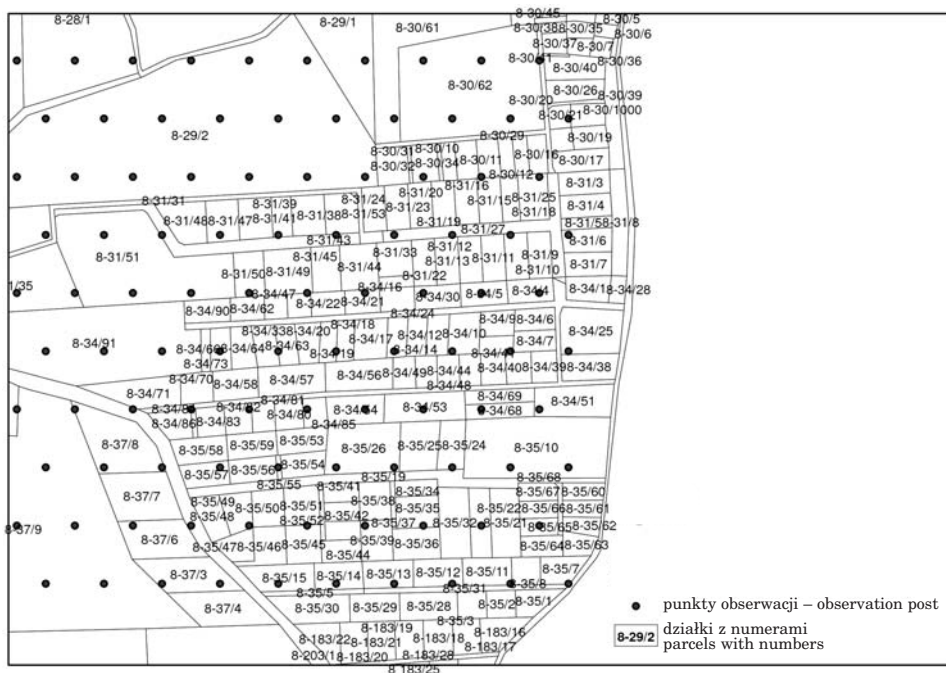 8-28/1 8-29/1 8-30/61 8-30/45 8-30/5
8-30/38 8-30/35 8-30/6
8-30/37 8-30/7
8-30/36
8-30/40
8-30/62 8-30/26 8-30/39
8-30/20 8-30/1000
8-30/21
8-29/2 8-30/29 8-30/19
8-30/31 8-30/10
8-30/32 8-30/34 8-30/11 8-30/16 8-30/17
8-30/12
8-31/16 8-31/3
8-31/31 8-31/39 8-31/24 8-31/20 8-31/15 8-31/25 8-31/4
8-31/48 8-31/47 8-31/41 8-31/38 8-31/53 8-31/23 8-31/18
8-31/19 8-31/27 8-31/8
8-31/43 8-31/6
8-31/51 8-31/45 8-31/33 8-31/12 8-31/9
8-31/50 8-31/49 8-31/44 8-31/13 8-31/11 8-31/10 8-31/7
8-31/22
1/35 8-34/47 8-34/16 8-34/30 8-34/5 8-34/4 8-34/28
8-34/90 8-34/62 8-34/22 8-34/21
8-34/24
8-34/18 8-34/9 8-34/6
8-34/91 8-34/33 8-34/20 8-34/17 8-34/12 8-34/10 8-34/25
8-34/64 8-34/63 8-34/19 8-34/14 8-34/7
8-34/73
8-34/70 8-34/57 8-34/56 8-34/49 8-34/44 8-34/40 8-34/39 8-34/38
8-34/71 8-34/58 8-34/48
8-34/81 8-34/69
8-34/82 8-34/80 8-34/53 8-34/68 8-34/51
8-34/86 8-34/83 8-34/85
8-37/8 8-35/58 8-35/59 8-35/53 8-35/26 8-35/25 8-35/24 8-35/10
8-35/57 8-35/56 8-35/54
8-35/55 8-35/19 8-35/68
8-37/7 8-35/41 8-35/34 8-35/67 8-35/60
8-35/49 8-35/50 8-35/51 8-35/38 8-35/35 8-35/22 8-35/61
8-35/48 8-35/52 8-35/42 8-35/37 8-35/32 8-35/21 8-35/65 8-35/62
8-37/9 8-37/6 8-35/47 8-35/46 8-35/45 8-35/39 8-35/36 8-35/64 8-35/63
8-35/44
8-37/3 8-35/15 8-35/14 8-35/13 8-35/12 8-35/11 8-35/7
8-35/5 8-35/31 8-35/8
8-37/4 8-35/30 8-35/29 8-35/28 8-35/2 8-35/1
8-35/3
8-183/19 8-183/16
8-183/22 8-183/21 8-183/18 8-183/17
8-203/1 8-183/20 8-183/28
8-183/25
punkty obserwacji – observation post
8-29/2 działki z numerami
parcels with numbers